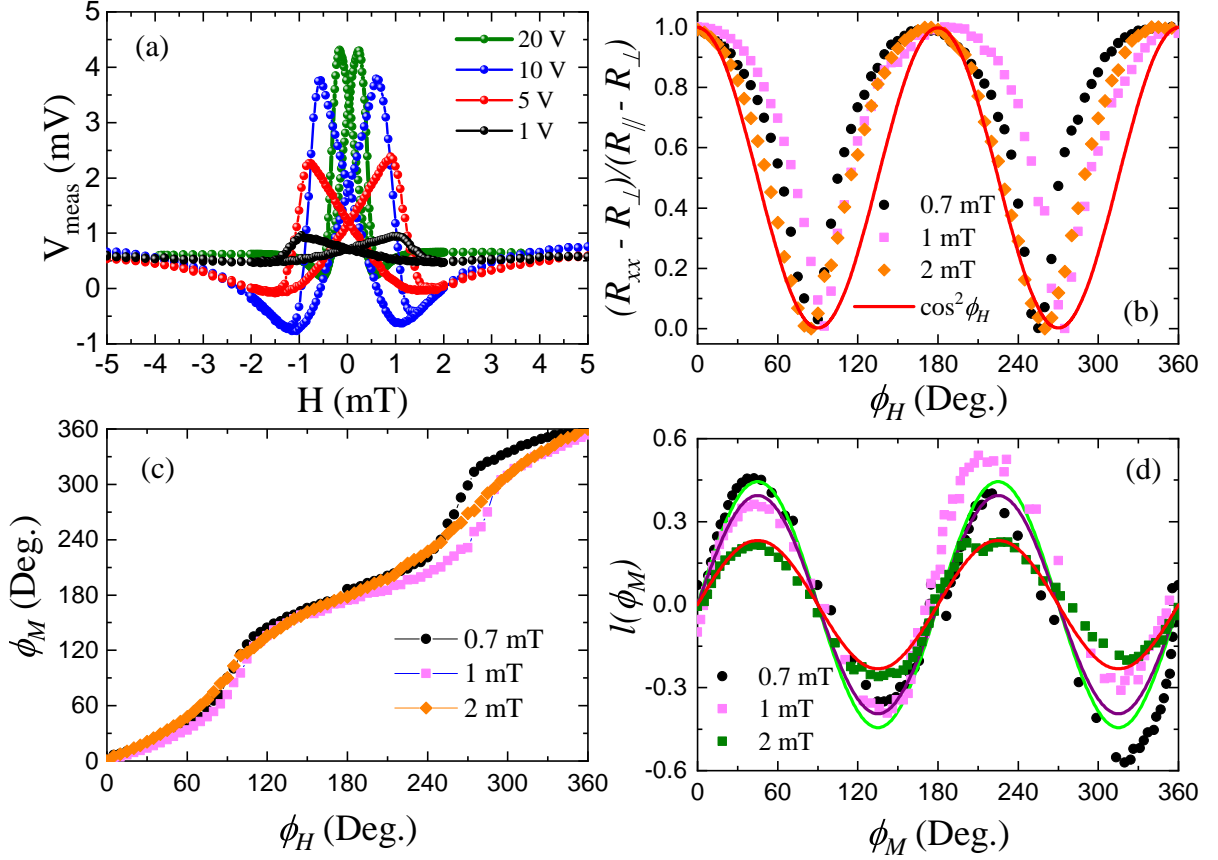 (a)
20 V
10 V
5 V
1 V
V_meas (mV)
5
4
3
2
1
0
-1
-5 -4 -3 -2 -1 0 1 2 3 4 5
H (mT)
(b)
0.7 mT
1 mT
2 mT
cos²ϕ_H
(R_xx - R_⊥)/(R_// - R_⊥)
1.0
0.8
0.6
0.4
0.2
0.0
0 60 120 180 240 300 360
ϕ_H (Deg.)
(c)
0.7 mT
1 mT
2 mT
ϕ_M (Deg.)
360
300
240
180
120
60
0
0 60 120 180 240 300 360
ϕ_H (Deg.)
(d)
0.7 mT
1 mT
2 mT
l(ϕ_M)
0.6
0.3
0.0
-0.3
-0.6
0 60 120 180 240 300 360
ϕ_M (Deg.)